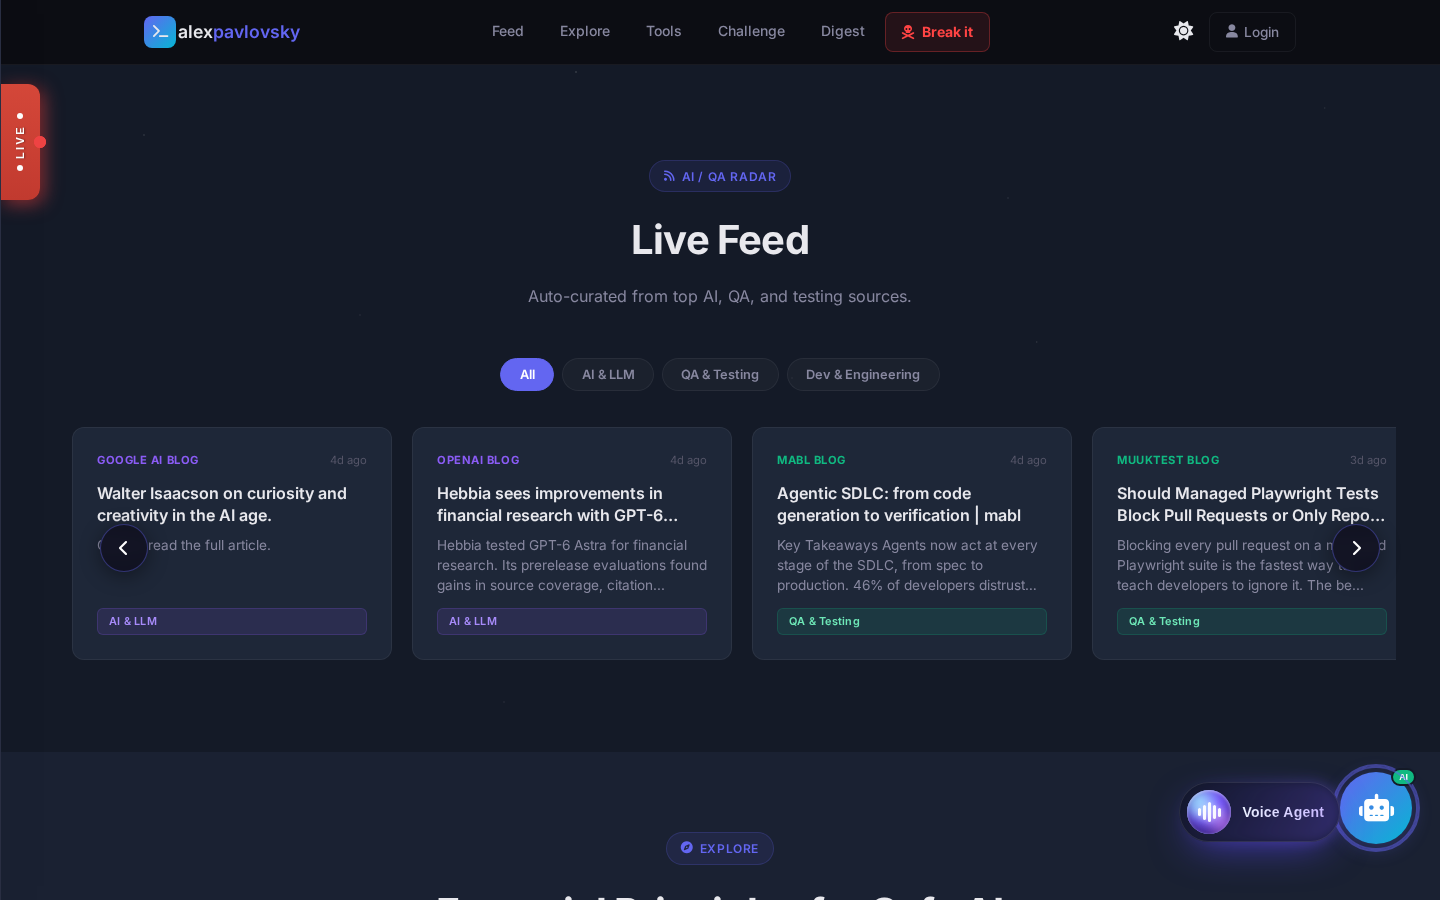 alexpavlovsky
Feed
Explore
Tools
Challenge
Digest
Break it
Login
LIVE
AI / QA RADAR
Live Feed
Auto-curated from top AI, QA, and testing sources.
All
AI & LLM
QA & Testing
Dev & Engineering
GOOGLE AI BLOG
4d ago
Walter Isaacson on curiosity and
creativity in the AI age.
read the full article.
AI & LLM
OPENAI BLOG
4d ago
Hebbia sees improvements in
financial research with GPT-6...
Hebbia tested GPT-6 Astra for financial
research. Its prerelease evaluations found
gains in source coverage, citation...
AI & LLM
MABL BLOG
4d ago
Agentic SDLC: from code
generation to verification | mabl
Key Takeaways Agents now act at every
stage of the SDLC, from spec to
production. 46% of developers distrust...
QA & Testing
MUUKTEST BLOG
3d ago
Should Managed Playwright Tests
Block Pull Requests or Only Repo...
Blocking every pull request on a
Playwright suite is the fastest way
teach developers to ignore it. The be...
QA & Testing
AI
Voice Agent
EXPLORE